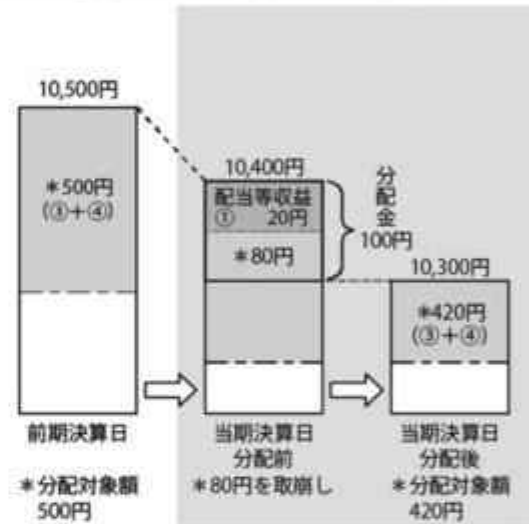 10,500円
*500円
(③+④)
前期決算日
*分配対象額
500円
10,400円
配当等収益
① 20円
*80円
分配金
100円
当期決算日
分配前
*80円を取崩し
10,300円
*420円
(③+④)
当期決算日
分配後
*分配対象額
420円